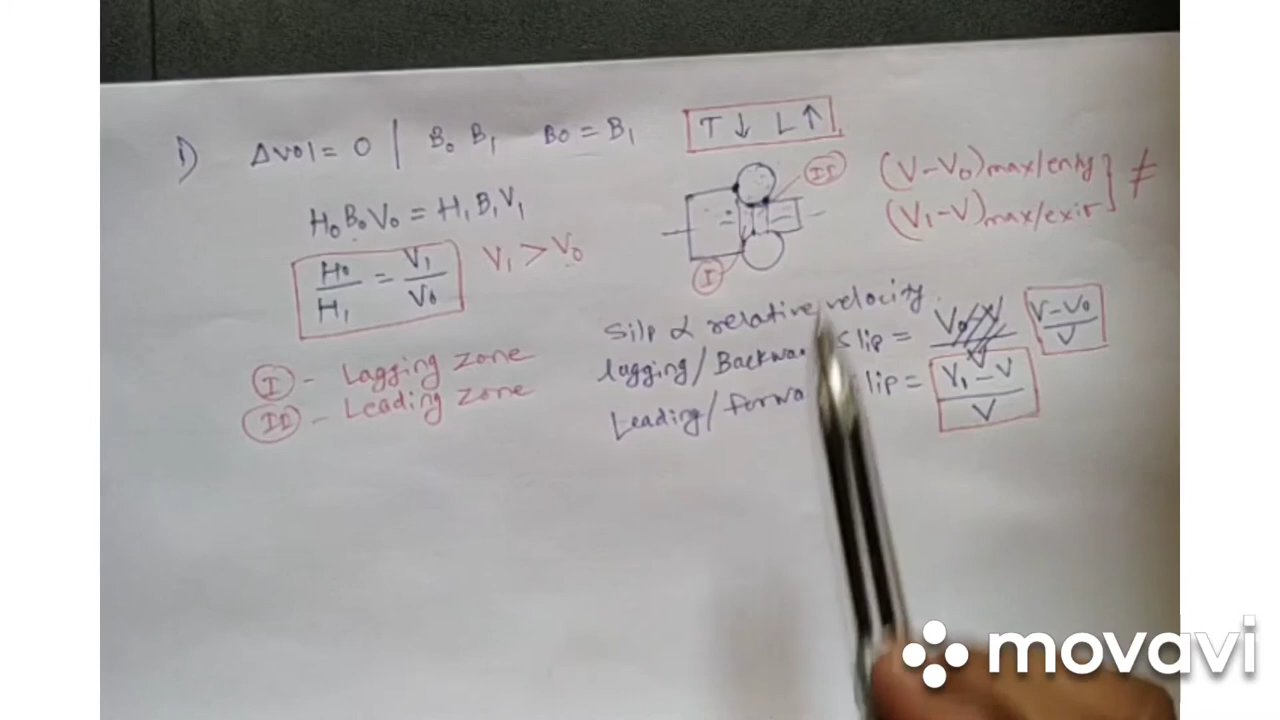 1) ΔVol = 0 | B₀ B₁ B₀ = B₁
T ↓ L ↑
H₀B₀V₀ = H₁B₁V₁
H₀/H₁ = V₁/V₀ V₁ > V₀
I - Lagging zone
II - Leading zone
II
I
(V-V₀)max/entry
(V₁-V)max/exit } ≠
Silp ∝ relative velocity
lagging/Backwa slip = V-V₀/V
Leading/forwa lip = V₁-V/V
movavi